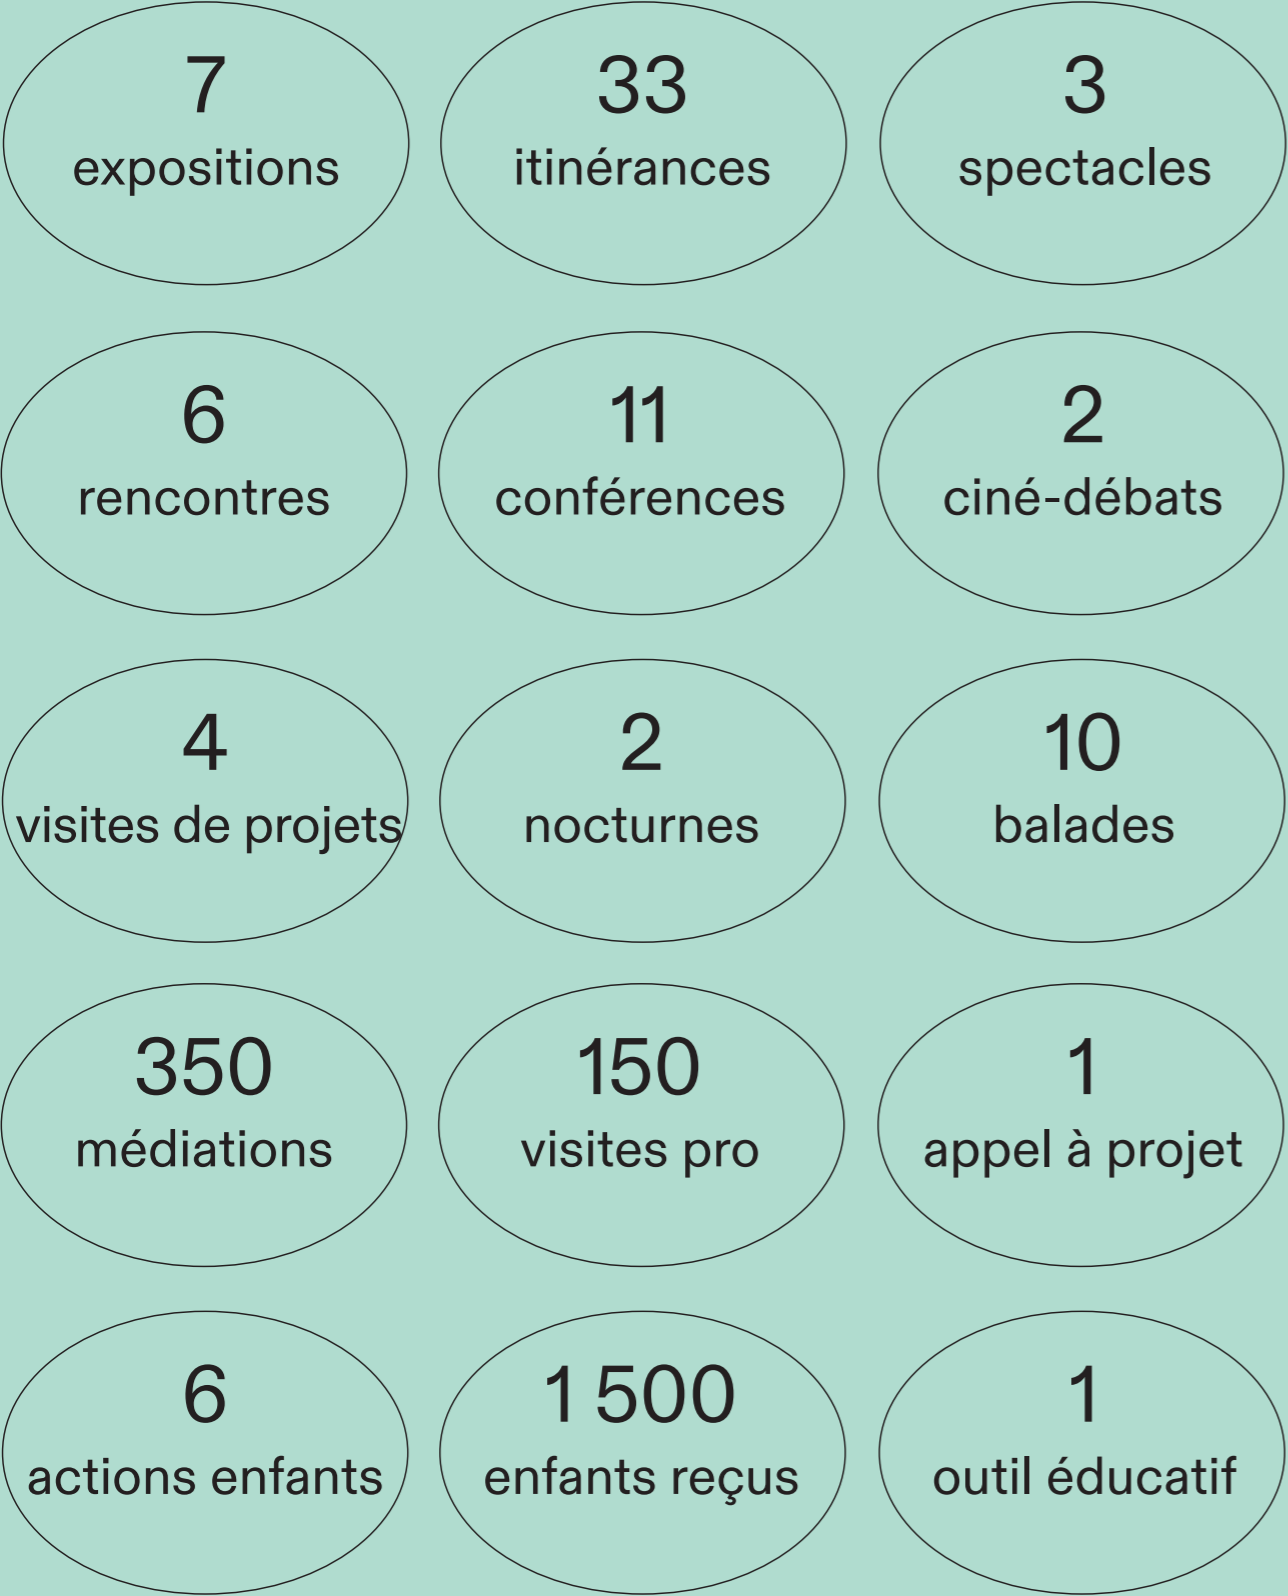 7
expositions
33
itinérances
3
spectacles
6
rencontres
11
conférences
2
ciné-débats
4
visites de projets
2
nocturnes
10
balades
350
médiations
150
visites pro
1
appel à projet
6
actions enfants
1 500
enfants reçus
1
outil éducatif